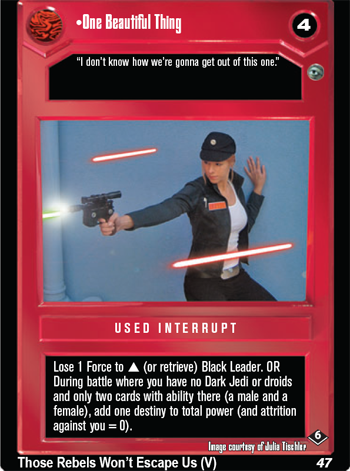 •One Beautiful Thing
4
"I don't know how we're gonna get out of this one."
USED INTERRUPT
Lose 1 Force to ▲ (or retrieve) Black Leader. OR
During battle where you have no Dark Jedi or droids
and only two cards with ability there (a male and a
female), add one destiny to total power (and attrition
against you = 0).
6
Image courtesy of Julia Tischler
Those Rebels Won't Escape Us (V)
47